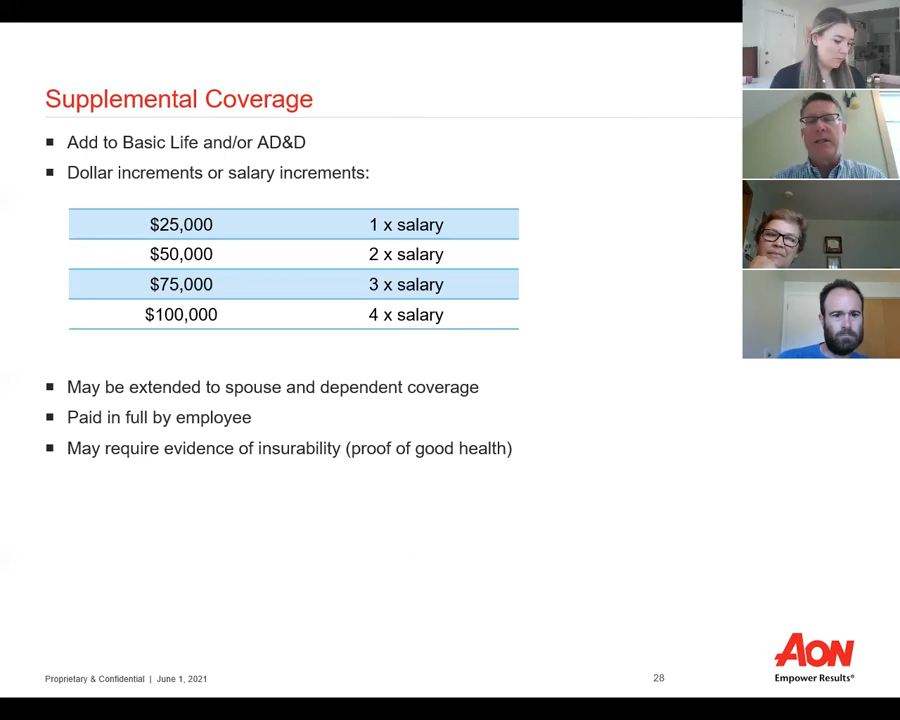 Supplemental Coverage
Add to Basic Life and/or AD&D
Dollar increments or salary increments:
$25,000 1 x salary
$50,000 2 x salary
$75,000 3 x salary
$100,000 4 x salary
May be extended to spouse and dependent coverage
Paid in full by employee
May require evidence of insurability (proof of good health)
Proprietary & Confidential | June 1, 2021
28
AON
Empower Results®